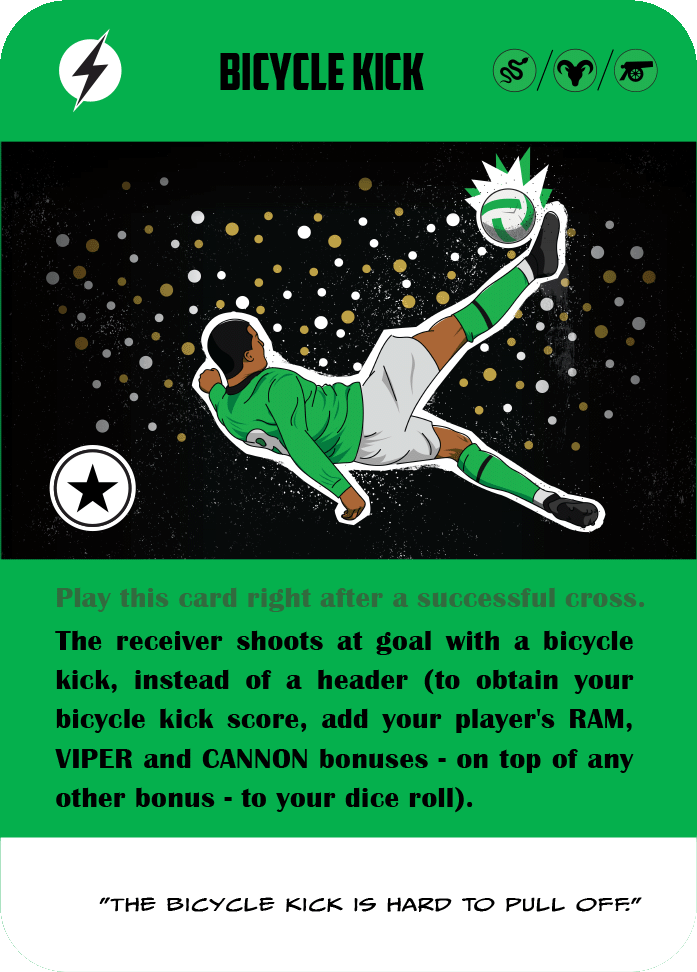 BICYCLE KICK
Play this card right after a successful cross.
The receiver shoots at goal with a bicycle
kick, instead of a header (to obtain your
bicycle kick score, add your player's RAM,
VIPER and CANNON bonuses - on top of any
other bonus - to your dice roll).
"THE BICYCLE KICK IS HARD TO PULL OFF."